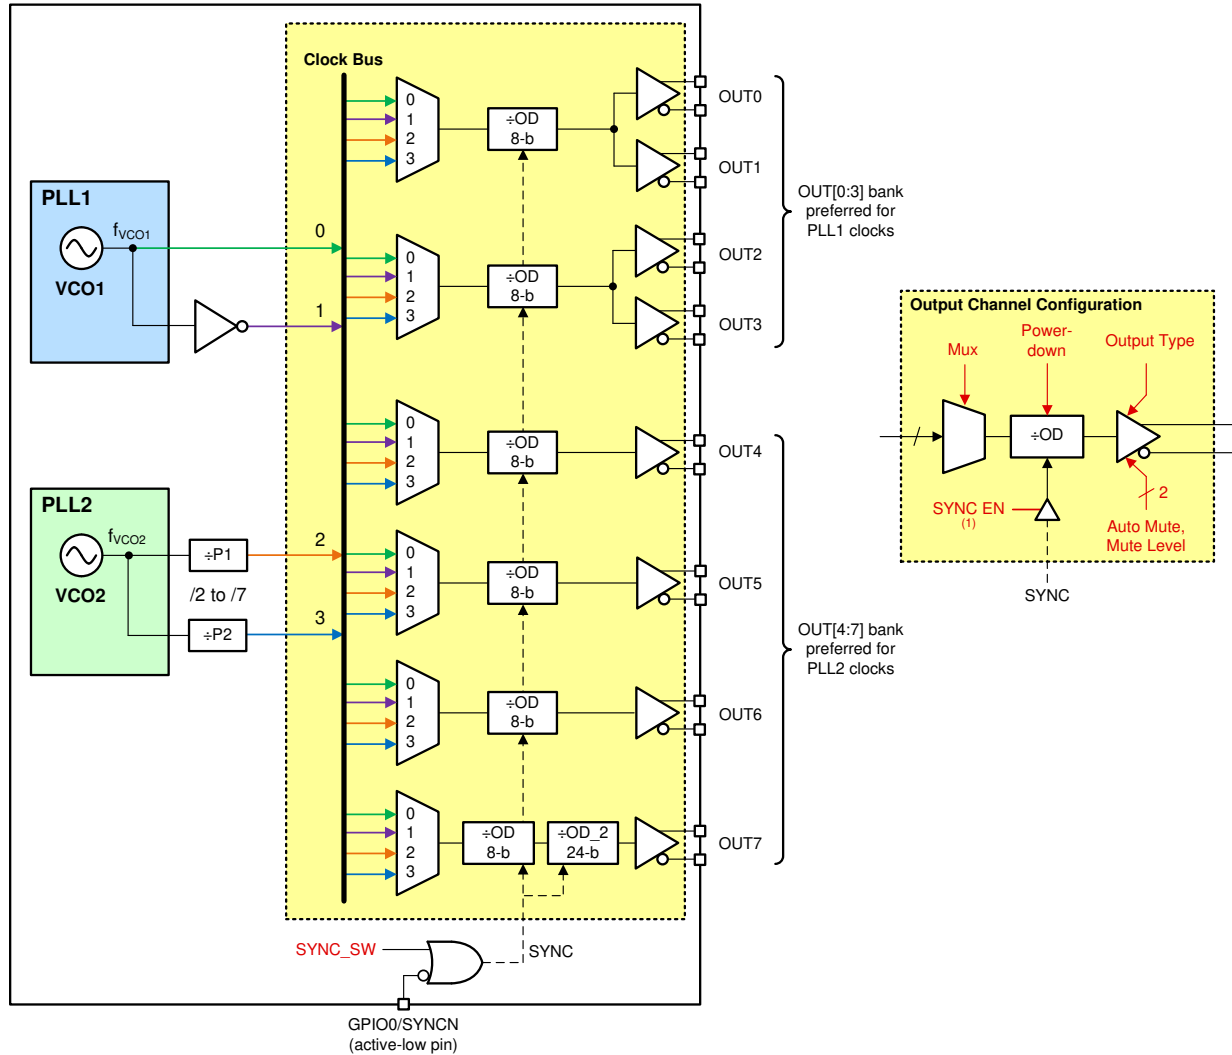 Clock Bus
0
1
2
3
÷OD
8-b
OUT0
OUT1
OUT[0:3] bank
preferred for
PLL1 clocks
PLL1
fVCO1
VCO1
0
1
0
1
2
3
÷OD
8-b
OUT2
OUT3
Output Channel Configuration
Mux
Power-
down
Output Type
÷OD
SYNC EN
(1)
2
Auto Mute,
Mute Level
SYNC
0
1
2
3
÷OD
8-b
OUT4
PLL2
fVCO2
VCO2
÷P1
/2 to /7
÷P2
2
3
0
1
2
3
÷OD
8-b
OUT5
OUT[4:7] bank
preferred for
PLL2 clocks
0
1
2
3
÷OD
8-b
OUT6
0
1
2
3
÷OD
8-b
÷OD_2
24-b
OUT7
SYNC_SW
SYNC
GPIO0/SYNCN
(active-low pin)